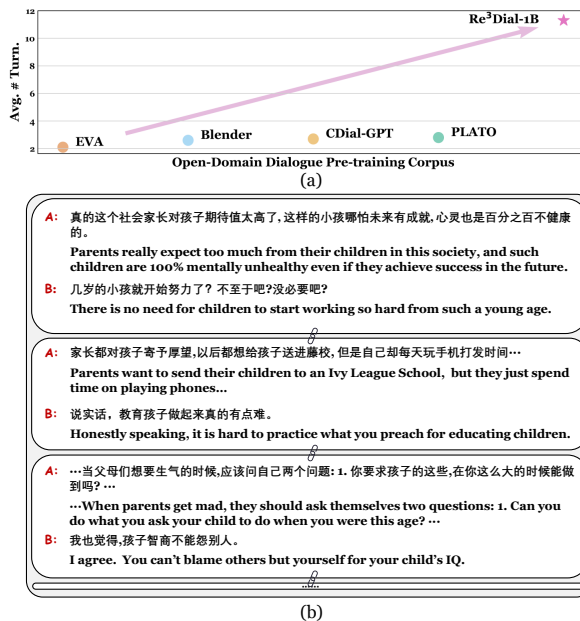 12
10
8
6
4
2
Avg. # Turn.
Re³Dial-1B
EVA
Blender
CDial-GPT
PLATO
Open-Domain Dialogue Pre-training Corpus
(a)
A: 真的这个社会家长对孩子期待值太高了, 这样的小孩哪怕未来有成就, 心灵也是百分之百不健康
的。
Parents really expect too much from their children in this society, and such
children are 100% mentally unhealthy even if they achieve success in the future.
B: 几岁的小孩就开始努力了? 不至于吧?没必要吧?
There is no need for children to start working so hard from such a young age.
A: 家长都对孩子寄予厚望,以后都想给孩子送进藤校, 但是自己却每天玩手机打发时间⋯
Parents want to send their children to an Ivy League School, but they just spend
time on playing phones...
B: 说实话，教育孩子做起来真的有点难。
Honestly speaking, it is hard to practice what you preach for educating children.
A: ⋯当父母们想要生气的时候,应该问自己两个问题: 1. 你要求孩子的这些,在你这么大的时候能做
到吗? ⋯
⋯When parents get mad, they should ask themselves two questions: 1. Can you
do what you ask your child to do when you were this age? ⋯
B: 我也觉得,孩子智商不能怨别人。
I agree. You can't blame others but yourself for your child's IQ.
......
(b)